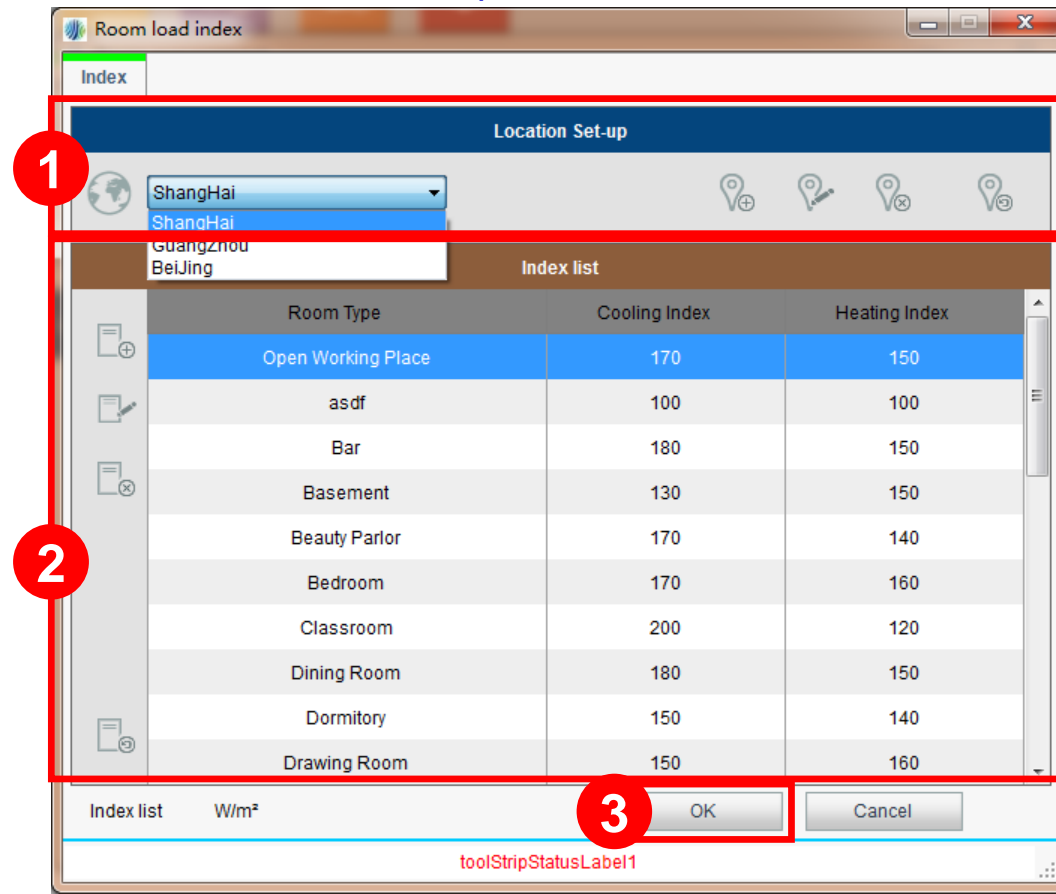 Room load index
Index
Location Set-up
1
ShangHai
ShangHai
GuangZhou
BeiJing
Index list
Room Type Cooling Index Heating Index
Open Working Place 170 150
asdf 100 100
Bar 180 150
Basement 130 150
2
Beauty Parlor 170 140
Bedroom 170 160
Classroom 200 120
Dining Room 180 150
Dormitory 150 140
Drawing Room 150 160
Index list W/m²
3
OK Cancel
toolStripStatusLabel1